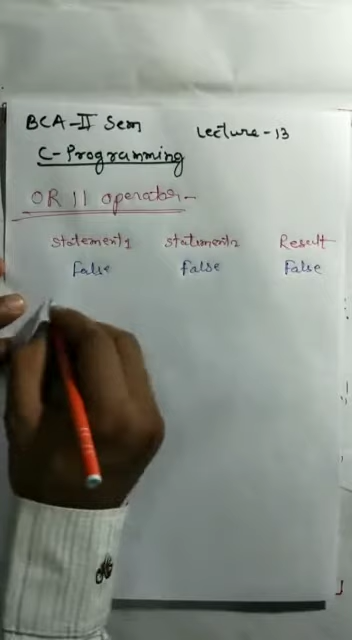 BCA-II Sem
Lecture-13
C-Programming
OR || operator-
Statement1 Statement2 Result
False False False